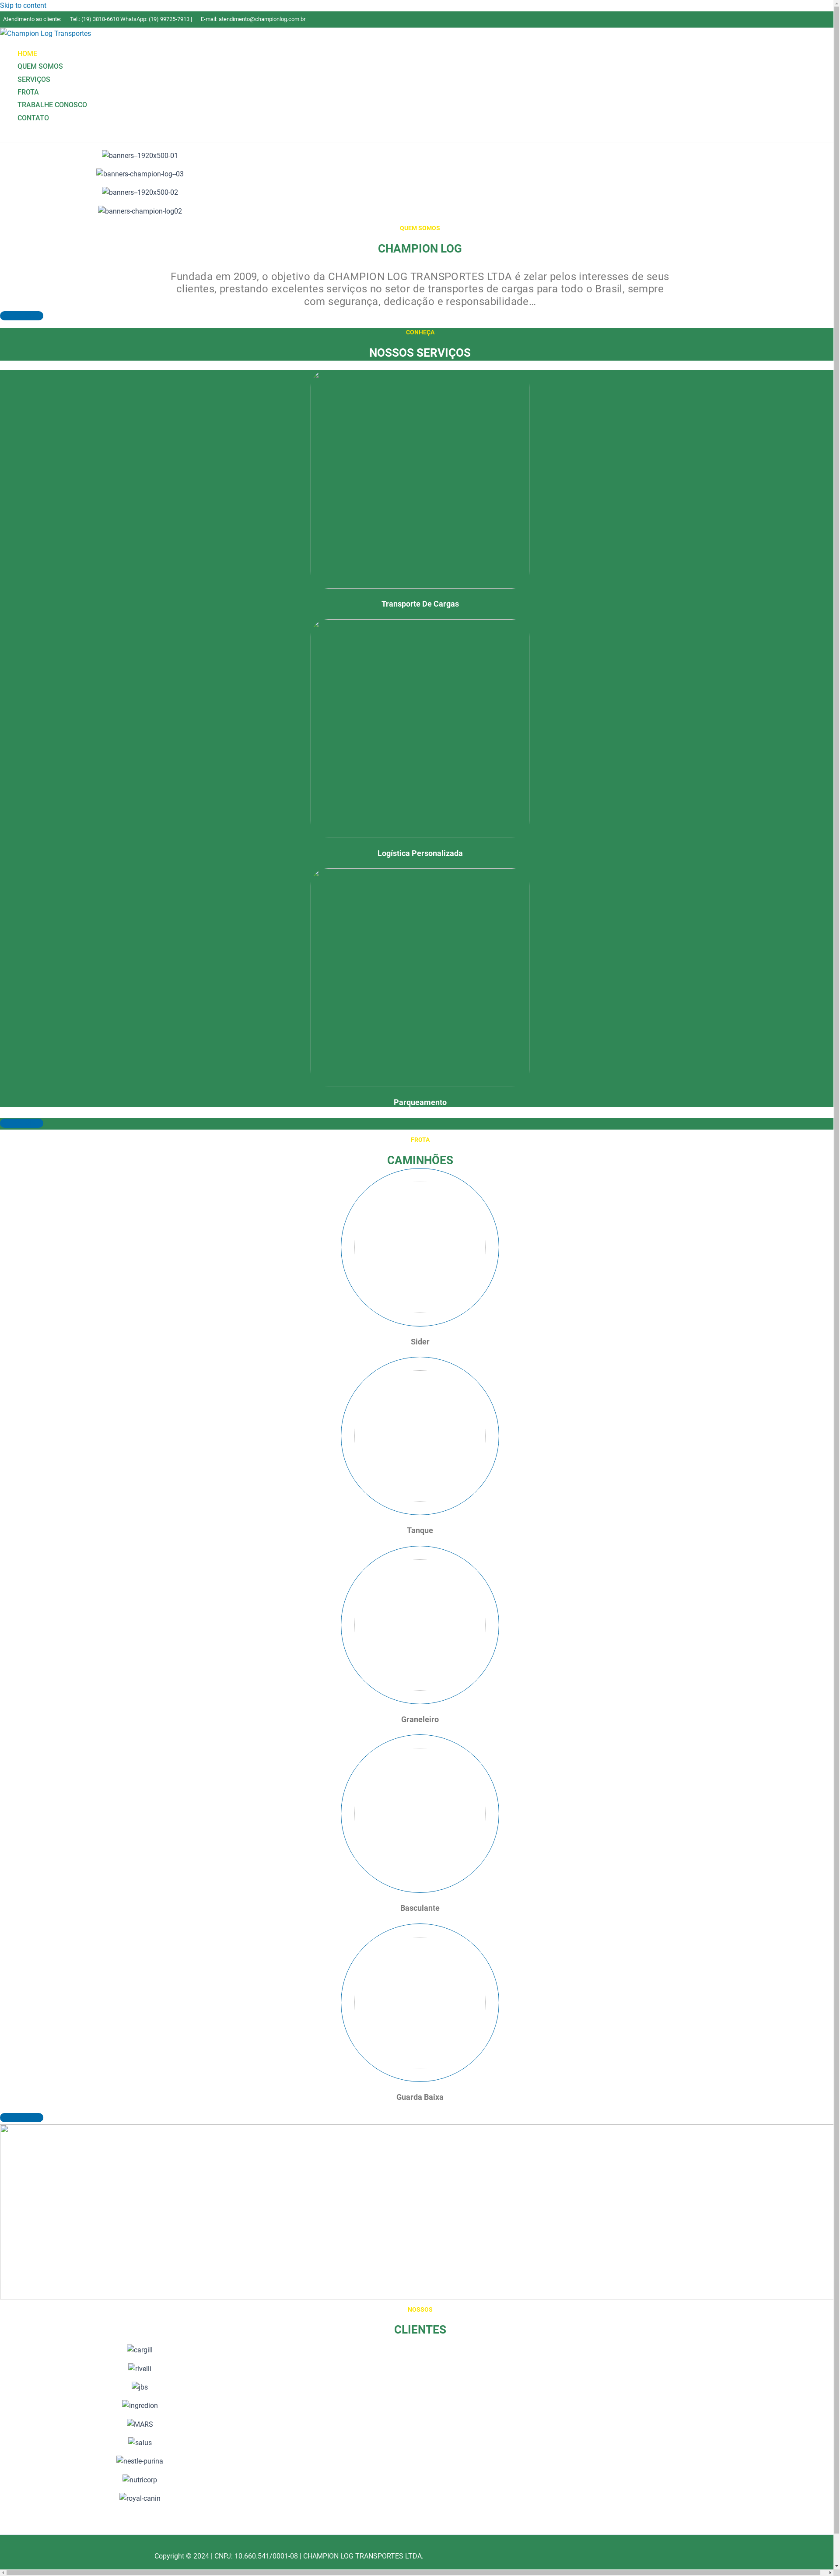 Skip to content
Atendimento ao cliente: Tel.: (19) 3818-6610 WhatsApp: (19) 99725-7913 | E-mail: atendimento@championlog.com.br
Champion Log Transportes
HOME
QUEM SOMOS
SERVIÇOS
FROTA
TRABALHE CONOSCO
CONTATO
banners–1920x500-01
banners-champion-log–03
banners–1920x500-02
banners-champion-log02
QUEM SOMOS
CHAMPION LOG
Fundada em 2009, o objetivo da CHAMPION LOG TRANSPORTES LTDA é zelar pelos interesses de seus
clientes, prestando excelentes serviços no setor de transportes de cargas para todo o Brasil, sempre
com segurança, dedicação e responsabilidade…
CONHEÇA
NOSSOS SERVIÇOS
Transporte De Cargas
Logística Personalizada
Parqueamento
FROTA
CAMINHÕES
Sider
Tanque
Graneleiro
Basculante
Guarda Baixa
NOSSOS
CLIENTES
cargill
rivelli
jbs
ingredion
MARS
salus
nestle-purina
nutricorp
royal-canin
Copyright © 2024 | CNPJ: 10.660.541/0001-08 | CHAMPION LOG TRANSPORTES LTDA.